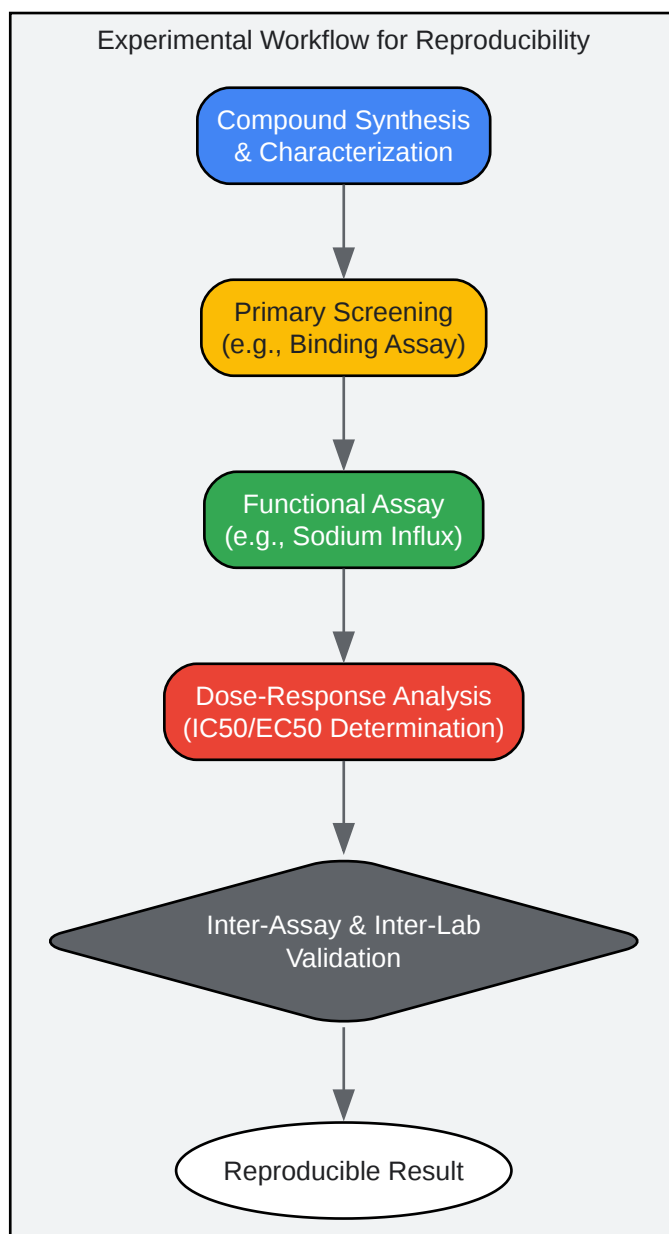 Experimental Workflow for Reproducibility
Compound Synthesis
& Characterization
Primary Screening
(e.g., Binding Assay)
Functional Assay
(e.g., Sodium Influx)
Dose-Response Analysis
(IC50/EC50 Determination)
Inter-Assay & Inter-Lab
Validation
Reproducible Result